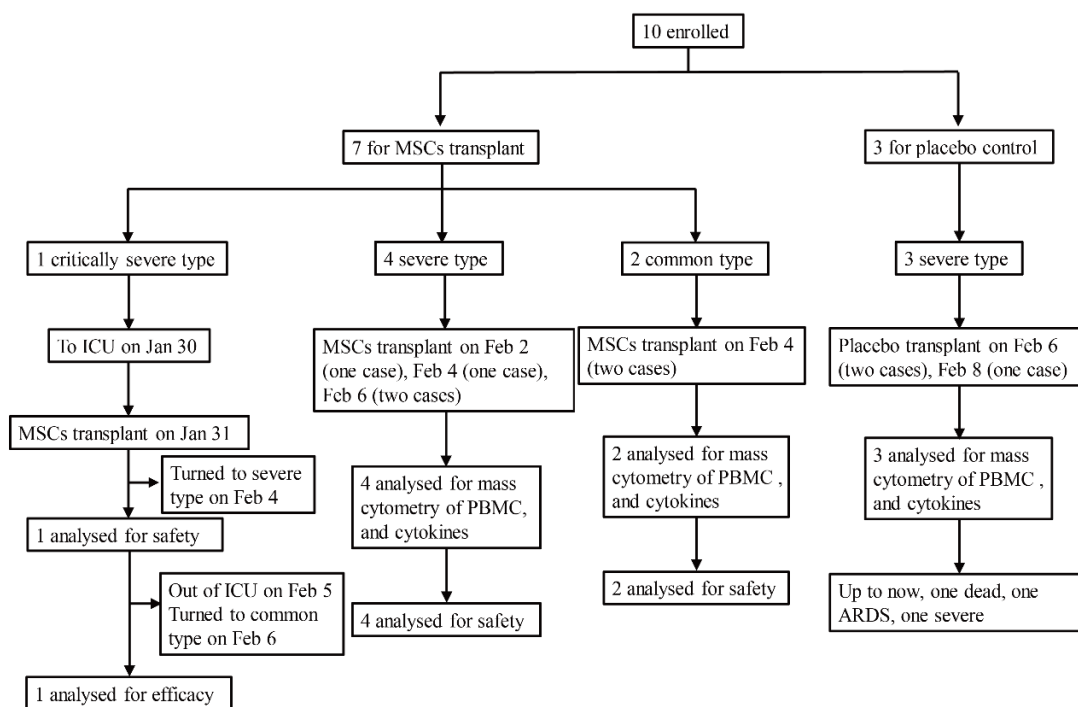 10 enrolled
7 for MSCs transplant
3 for placebo control
1 critically severe type
4 severe type
2 common type
3 severe type
To ICU on Jan 30
MSCs transplant on Feb 2
(one case), Feb 4 (one case),
Feb 6 (two cases)
MSCs transplant on Feb 4
(two cases)
Placebo transplant on Feb 6
(two cases), Feb 8 (one case)
MSCs transplant on Jan 31
Turned to severe
type on Feb 4
4 analysed for mass
cytometry of PBMC,
and cytokines
2 analysed for mass
cytometry of PBMC ,
and cytokines
3 analysed for mass
cytometry of PBMC ,
and cytokines
1 analysed for safety
Out of ICU on Feb 5
Turned to common
type on Feb 6
4 analysed for safety
2 analysed for safety
Up to now, one dead, one
ARDS, one severe
1 analysed for efficacy